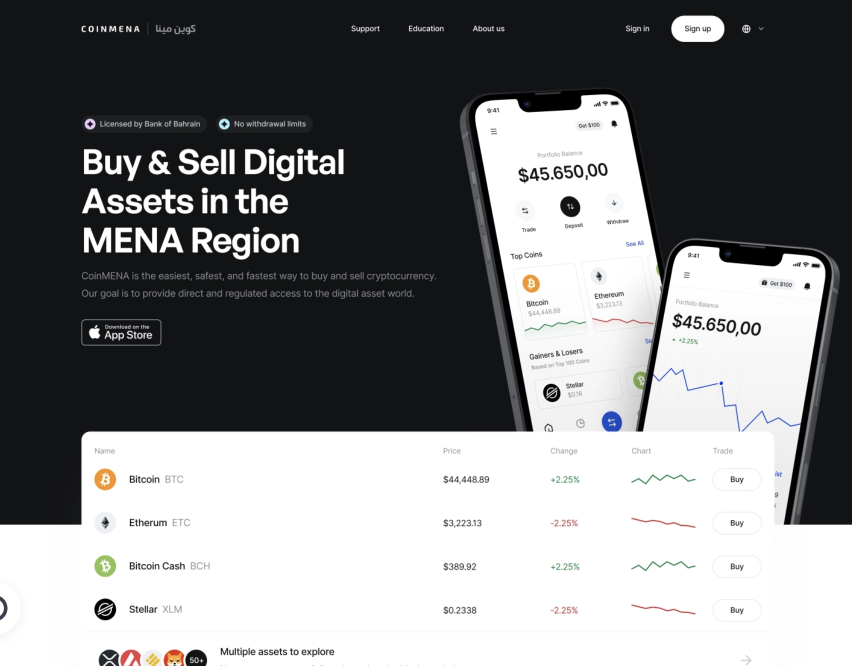 COINMENA | كوين مينا
Support
Education
About us
Sign in
Sign up
Licensed by Bank of Bahrain
No withdrawal limits
Buy & Sell Digital
Assets in the
MENA Region
CoinMENA is the easiest, safest, and fastest way to buy and sell cryptocurrency.
Our goal is to provide direct and regulated access to the digital asset world.
Download on the
App Store
9:41
Get $100
Portfolio Balance
$45.650,00
Trade
Deposit
Withdraw
Top Coins
See All
Bitcoin
$44,448.89
Ethereum
$3,223.13
Gainers & Losers
Based on Top 100 Coins
Stellar
$0.16
9:41
Get $100
Portfolio Balance
$45.650,00
+2.25%
Name Price Change Chart Trade
Bitcoin BTC $44,448.89 +2.25% Buy
Etherum ETC $3,223.13 -2.25% Buy
Bitcoin Cash BCH $389.92 +2.25% Buy
Stellar XLM $0.2338 -2.25% Buy
50+
Multiple assets to explore